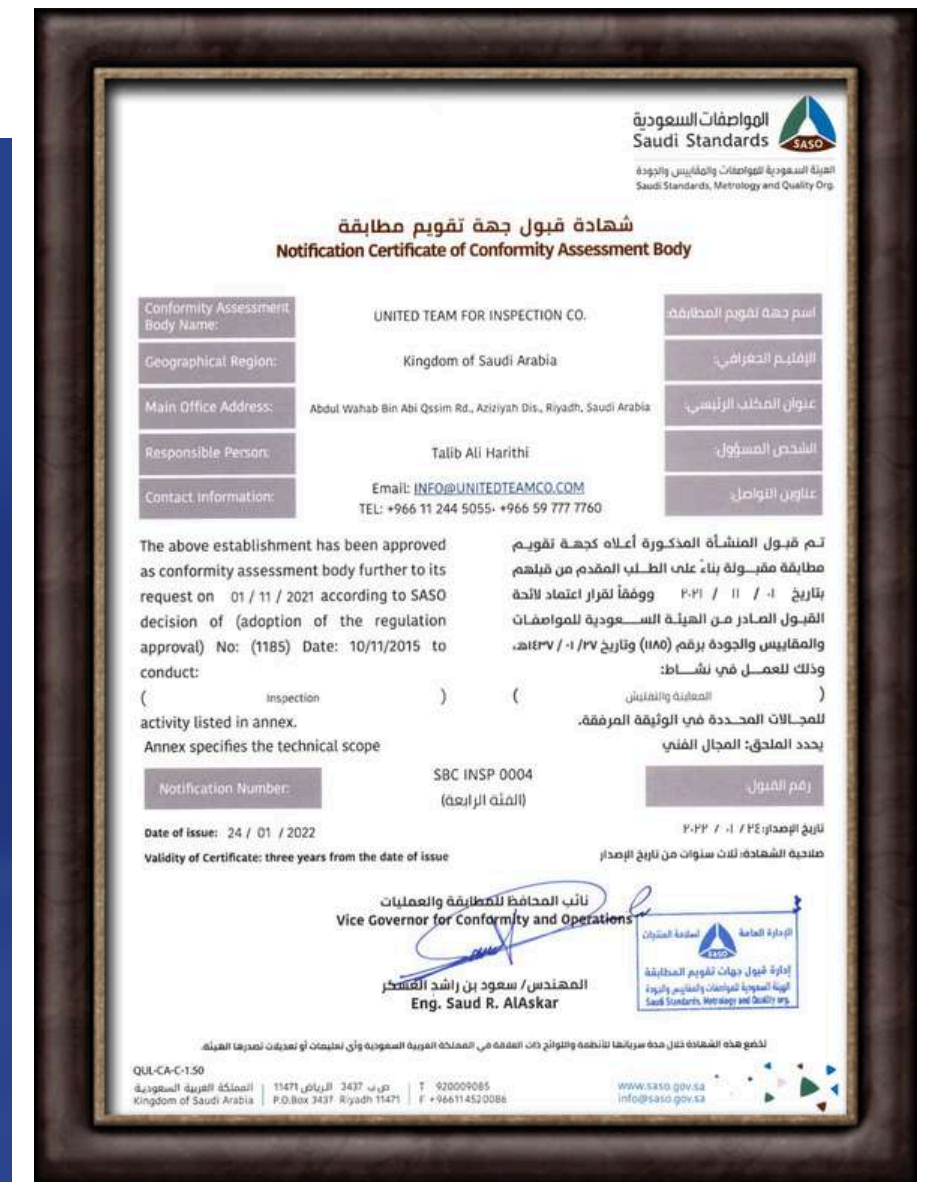 المواصفات السعودية
Saudi Standards
SASO
الهيئة السعودية للمواصفات والمقاييس والجودة
Saudi Standards, Metrology and Quality Org.
شهادة قبول جهة تقويم مطابقة
Notification Certificate of Conformity Assessment Body
Conformity Assessment Body Name: UNITED TEAM FOR INSPECTION CO. اسم جهة تقويم المطابقة:
Geographical Region: Kingdom of Saudi Arabia الإقليم الجغرافي:
Main Office Address: Abdul Wahab Bin Abi Qssim Rd., Aziziyah Dis., Riyadh, Saudi Arabia عنوان المكتب الرئيسي:
Responsible Person: Talib Ali Harithi الشخص المسؤول:
Contact Information: Email: INFO@UNITEDTEAMCO.COM عناوين التواصل:
TEL: +966 11 244 5055، +966 59 777 7760
The above establishment has been approved
as conformity assessment body further to its
request on 01 / 11 / 2021 according to SASO
decision of (adoption of the regulation
approval) No: (1185) Date: 10/11/2015 to
conduct:
( Inspection )
activity listed in annex.
Annex specifies the technical scope
تم قبول المنشأة المذكورة أعلاه كجهة تقويم
مطابقة مقبولة بناءً على الطلب المقدم من قبلهم
بتاريخ ٠١ / ١١ / ٢٠٢١ ووفقاً لقرار اعتماد لائحة
القبول الصادر من الهيئة السعودية للمواصفات
والمقاييس والجودة برقم (١١٨٥) وتاريخ ٢٧/ ٠١ /١٤٣٧هـ،
وذلك للعمل في نشاط:
( المعاينة والتفتيش )
للمجالات المحددة في الوثيقة المرفقة.
يحدد الملحق: المجال الفني
Notification Number: SBC INSP 0004 رقم القبول:
(الفئة الرابعة)
Date of issue: 24 / 01 / 2022
تاريخ الإصدار: ٢٤ / ٠١ / ٢٠٢٢
Validity of Certificate: three years from the date of issue
صلاحية الشهادة: ثلاث سنوات من تاريخ الإصدار
نائب المحافظ للمطابقة والعمليات
Vice Governor for Conformity and Operations
المهندس/ سعود بن راشد العسكر
Eng. Saud R. AlAskar
الإدارة العامة لسلامة المنتجات
SASO
إدارة قبول جهات تقويم المطابقة
الهيئة السعودية للمواصفات والمقاييس والجودة
Saudi Standards, Metrology and Quality org.
تخضع هذه الشهادة خلال مدة سريانها للأنظمة واللوائح ذات العلاقة في المملكة العربية السعودية وأي تعليمات أو تعديلات تصدرها الهيئة.
QUL-CA-C-1.50
المملكة العربية السعودية
Kingdom of Saudi Arabia
ص.ب 3437 الرياض 11471
P.O.Box 3437 Riyadh 11471
T 920009085
F +966114520086
www.saso.gov.sa
info@saso.gov.sa